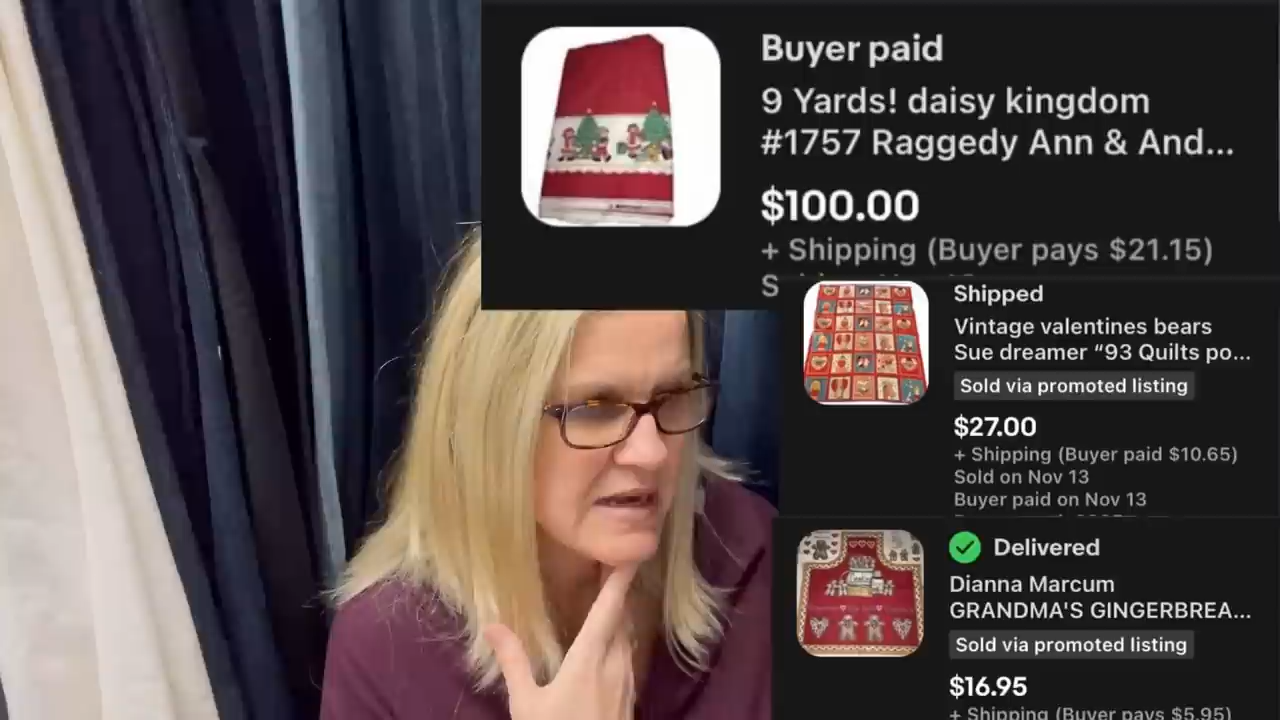 Buyer paid
9 Yards! daisy kingdom
#1757 Raggedy Ann & And...
$100.00
+ Shipping (Buyer pays $21.15)
Shipped
Vintage valentines bears
Sue dreamer “93 Quilts po...
Sold via promoted listing
$27.00
+ Shipping (Buyer paid $10.65)
Sold on Nov 13
Buyer paid on Nov 13
Delivered
Dianna Marcum
GRANDMA'S GINGERBREA...
Sold via promoted listing
$16.95
+ Shipping (Buyer pays $5.95)